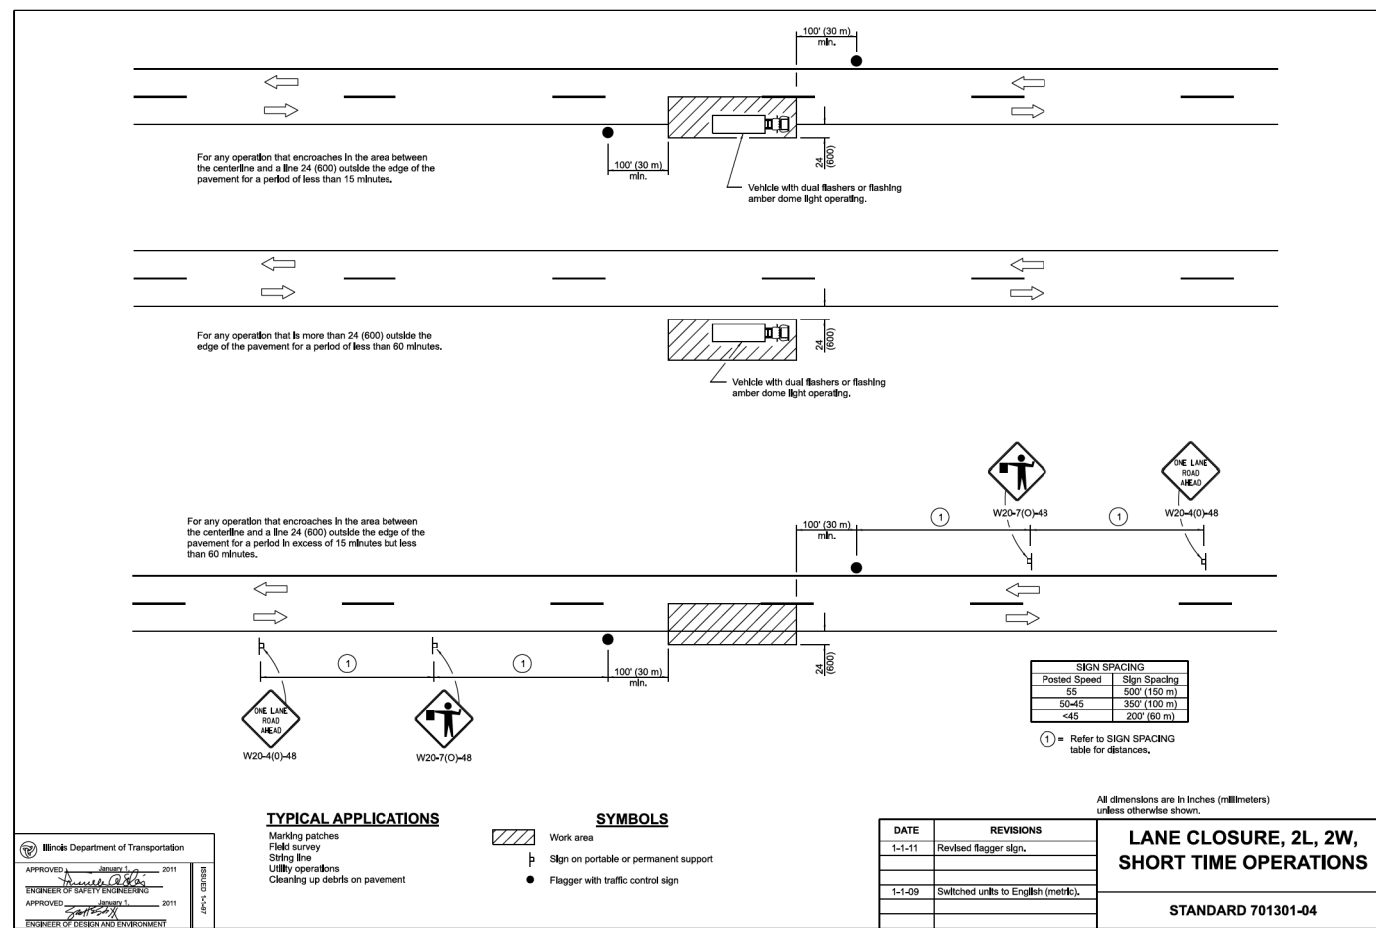 100' (30 m)
min.
For any operation that encroaches in the area between
the centerline and a line 24 (600) outside the edge of the
pavement for a period of less than 15 minutes.
100' (30 m)
min.
24
(600)
Vehicle with dual flashers or flashing
amber dome light operating.
For any operation that is more than 24 (600) outside the
edge of the pavement for a period of less than 60 minutes.
24
(600)
Vehicle with dual flashers or flashing
amber dome light operating.
For any operation that encroaches in the area between
the centerline and a line 24 (600) outside the edge of the
pavement for a period in excess of 15 minutes but less
than 60 minutes.
ONE LANE
ROAD
AHEAD
W20-7(O)-48
W20-4(0)-48
100' (30 m)
min.
1
1
1
1
100' (30 m)
min.
24
(600)
ONE LANE
ROAD
AHEAD
W20-4(0)-48
W20-7(O)-48
SIGN SPACING
Posted Speed Sign Spacing
55 500' (150 m)
50-45 350' (100 m)
<45 200' (60 m)
1 = Refer to SIGN SPACING
table for distances.
All dimensions are in inches (millimeters)
unless otherwise shown.
TYPICAL APPLICATIONS
Marking patches
Field survey
String line
Utility operations
Cleaning up debris on pavement
SYMBOLS
Work area
Sign on portable or permanent support
Flagger with traffic control sign
Illinois Department of Transportation
APPROVED January 1, 2011
ENGINEER OF SAFETY ENGINEERING
APPROVED January 1, 2011
ENGINEER OF DESIGN AND ENVIRONMENT
ISSUED 1-1-97
DATE REVISIONS
1-1-11 Revised flagger sign.
1-1-09 Switched units to English (metric).
LANE CLOSURE, 2L, 2W,
SHORT TIME OPERATIONS
STANDARD 701301-04